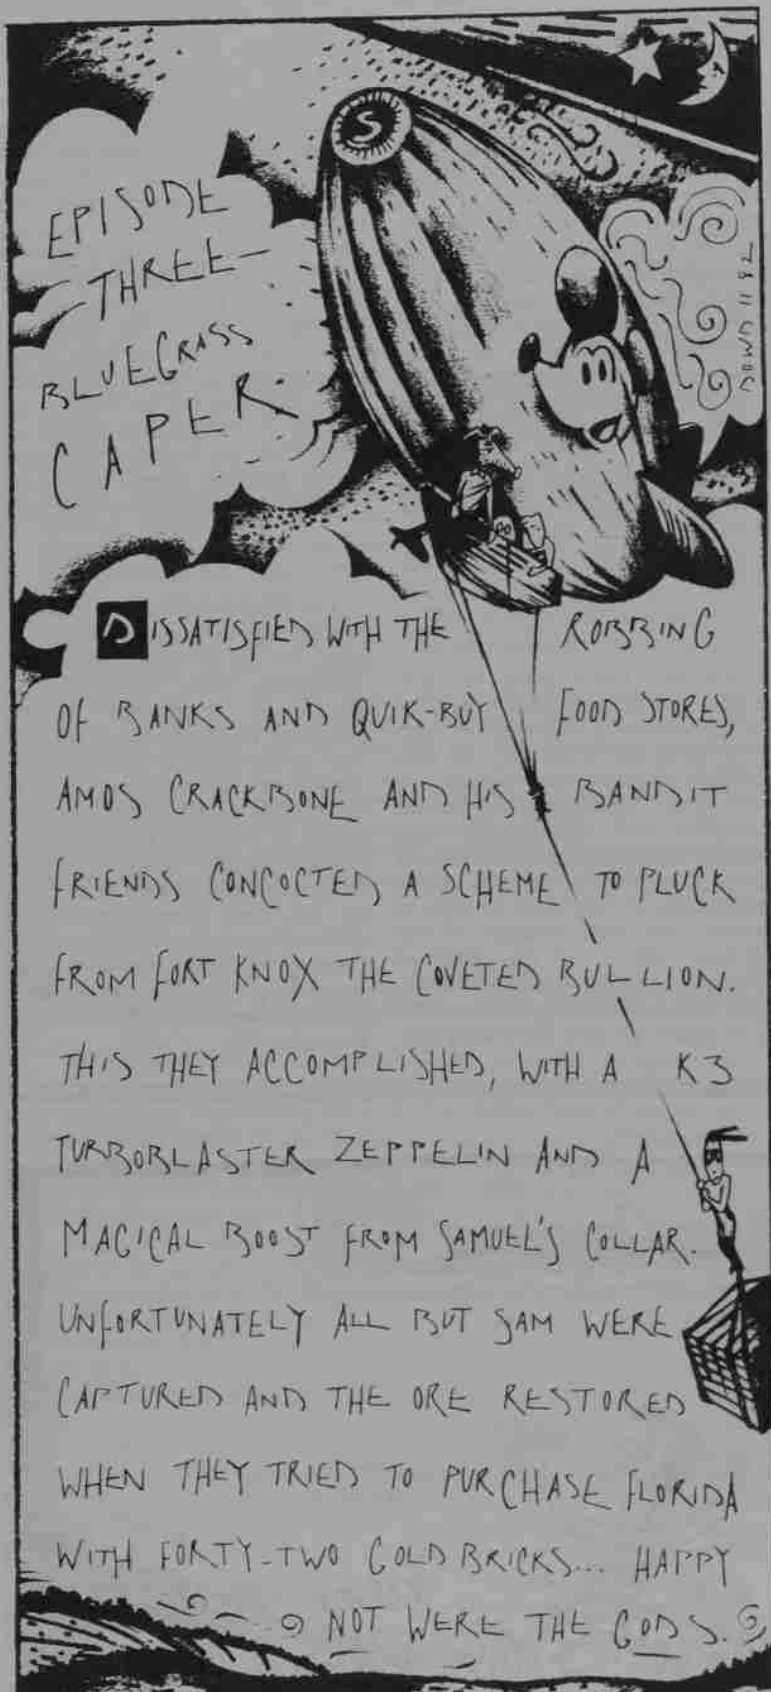 S
EPISODE
-THREE-
BLUEGRASS
CAPER.
DISSATISFIED WITH THE ROBBING
OF BANKS AND QUIK-BUY FOOD STORES,
AMOS CRACKBONE AND HIS BANDIT
FRIENDS CONCOCTED A SCHEME TO PLUCK
FROM FORT KNOX THE COVETED BULLION.
THIS THEY ACCOMPLISHED, WITH A K3
TURBOBLASTER ZEPPELIN AND A
MAGICAL BOOST FROM SAMUEL'S COLLAR.
UNFORTUNATELY ALL BUT SAM WERE
CAPTURED AND THE ORE RESTORED
WHEN THEY TRIED TO PURCHASE FLORIDA
WITH FORTY-TWO GOLD BRICKS... HAPPY
NOT WERE THE GODS.